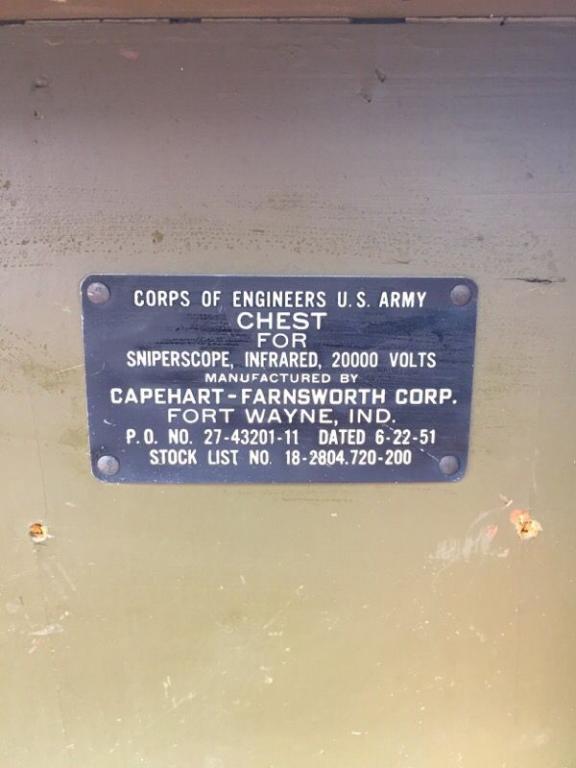 CORPS OF ENGINEERS U.S. ARMY
CHEST
FOR
SNIPERSCOPE, INFRARED, 20000 VOLTS
MANUFACTURED BY
CAPEHART-FARNSWORTH CORP.
FORT WAYNE, IND.
P.O. NO. 27-43201-11 DATED 6-22-51
STOCK LIST NO. 18-2804.720-200